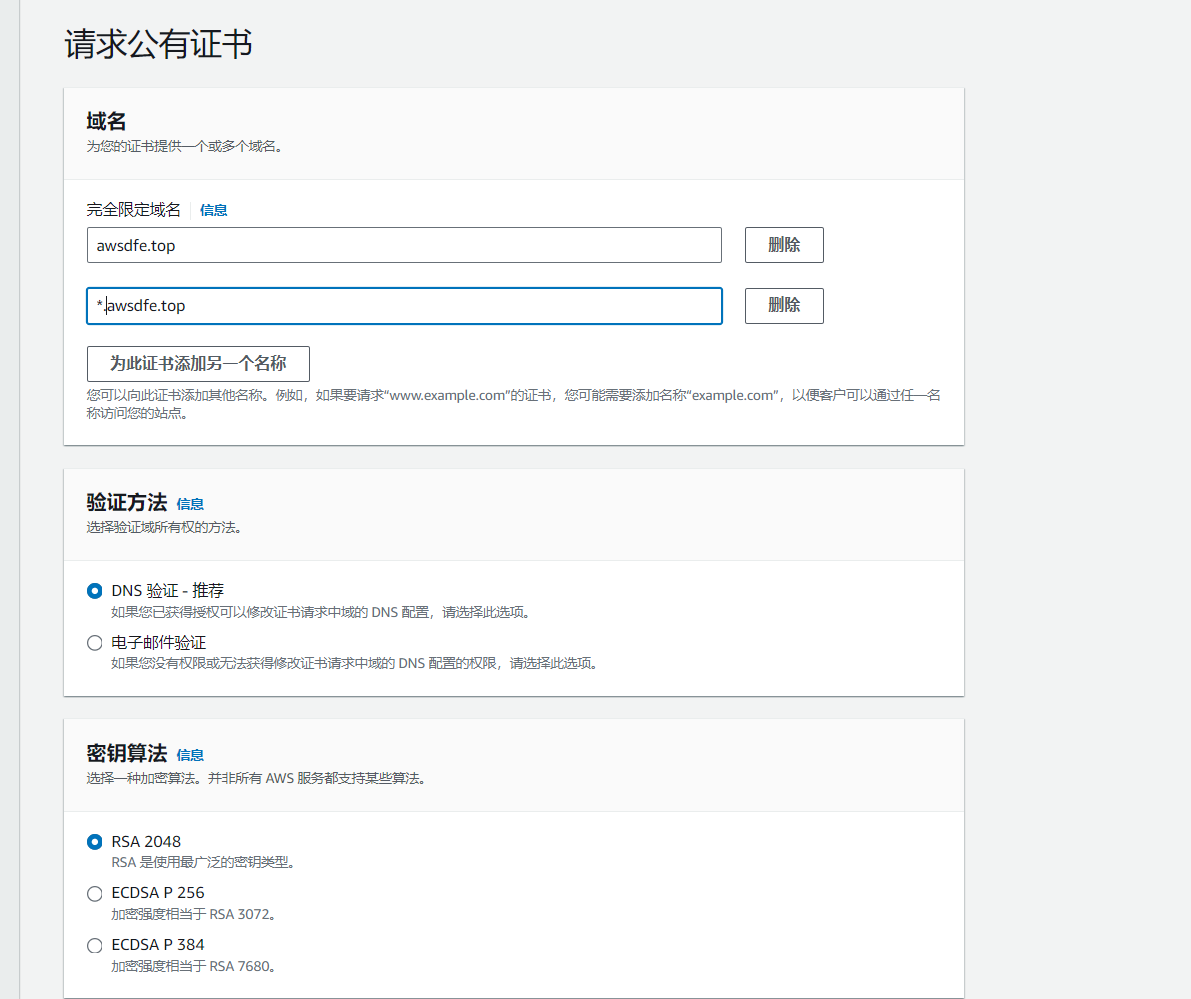 请求公有证书
域名
为您的证书提供一个或多个域名。
完全限定域名 信息
awsdfe.top 删除
*.awsdfe.top 删除
为此证书添加另一个名称
您可以向此证书添加其他名称。例如，如果要请求“www.example.com”的证书，您可能需要添加名称“example.com”，以便客户可以通过任一名
称访问您的站点。
验证方法 信息
选择验证域所有权的方法。
DNS 验证 - 推荐
如果您已获得授权可以修改证书请求中域的 DNS 配置，请选择此选项。
电子邮件验证
如果您没有权限或无法获得修改证书请求中域的 DNS 配置的权限，请选择此选项。
密钥算法 信息
选择一种加密算法。并非所有 AWS 服务都支持某些算法。
RSA 2048
RSA 是使用最广泛的密钥类型。
ECDSA P 256
加密强度相当于 RSA 3072。
ECDSA P 384
加密强度相当于 RSA 7680。